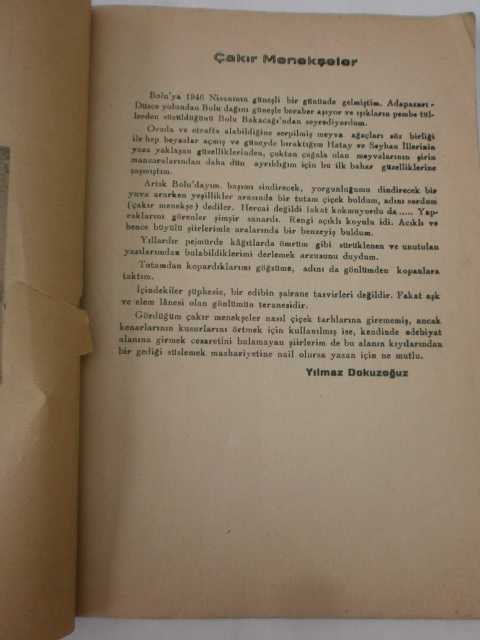 Çakır Menekşeler
Bolu'ya 1946 Nisanının güneşli bir gününde gelmiştim. Adapazarı -
Düzce yolundan Bolu dağını güneşle beraber aşıyor ve ışıkların pembe tül-
lerden süzüldüğünü Bolu Bakacağı'ndan seyrediyordum.
Ovada ve etrafta alabildiğine serpilmiş meyva ağaçları söz birliği
ile hep beyazlar açmış ve güneyde bıraktığım Hatay ve Seyhan İllerinin
yaza yaklaşan güzelliklerinden, çoktan çağala olan meyvalarının şirin
manzaralarından daha dün ayrıldığım için bu ilk bahar güzelliklerine
şaşmıştım.
Artık Bolu'dayım. başımı sindirecek, yorgunluğumu dindirecek bir
yuva ararken yeşillikler arasında bir tutam çiçek buldum, adını sordum
(çakır menekşe) dediler. Hercai değildi fakat kokmuyordu da ..... Yap-
raklarını görenler şimşir sanardı. Rengi açıklı koyulu idi. Acıklı ve
bence büyülü şiirlerimle aralarında bir benzeyiş buldum.
Yıllardır pejmürde kâğıtlarda ömrüm gibi sürüklenen ve unutulan
yazılarımdan bulabildiklerimi derlemek arzusunu duydum.
Tutamdan kopardıklarımı göğsüme, adını da gönlümden kopanlara
taktım.
İçindekiler şüphesiz, bir edibin şairane tasvirleri değildir. Fakat aşk
ve elem lânesi olan gönlümün teranesidir.
Gördüğüm çakır menekşeler nasıl çiçek tarhlarına girememiş, ancak
kenarlarının kusurlarını örtmek için kullanılmış ise, kendinde edebiyat
alanına girmek cesaretini bulamayan şiirlerim de bu alanın kıyılarından
bir gediği süslemek mazhariyetine nail olursa yazan için ne mutlu.
Yılmaz Dokuzoğuz